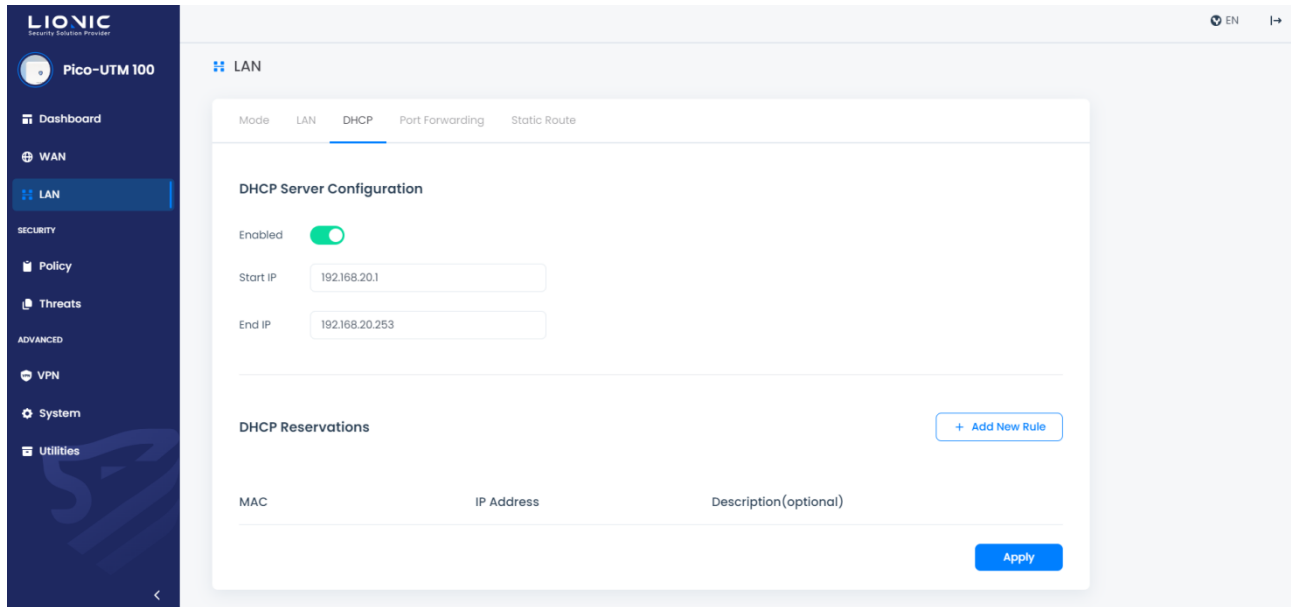 LIONIC
Security Solution Provider
EN
Pico-UTM 100
LAN
Dashboard
WAN
LAN
SECURITY
Policy
Threats
ADVANCED
VPN
System
Utilities
Mode LAN DHCP Port Forwarding Static Route
DHCP Server Configuration
Enabled
Start IP 192.168.20.1
End IP 192.168.20.253
DHCP Reservations + Add New Rule
MAC IP Address Description(optional)
Apply